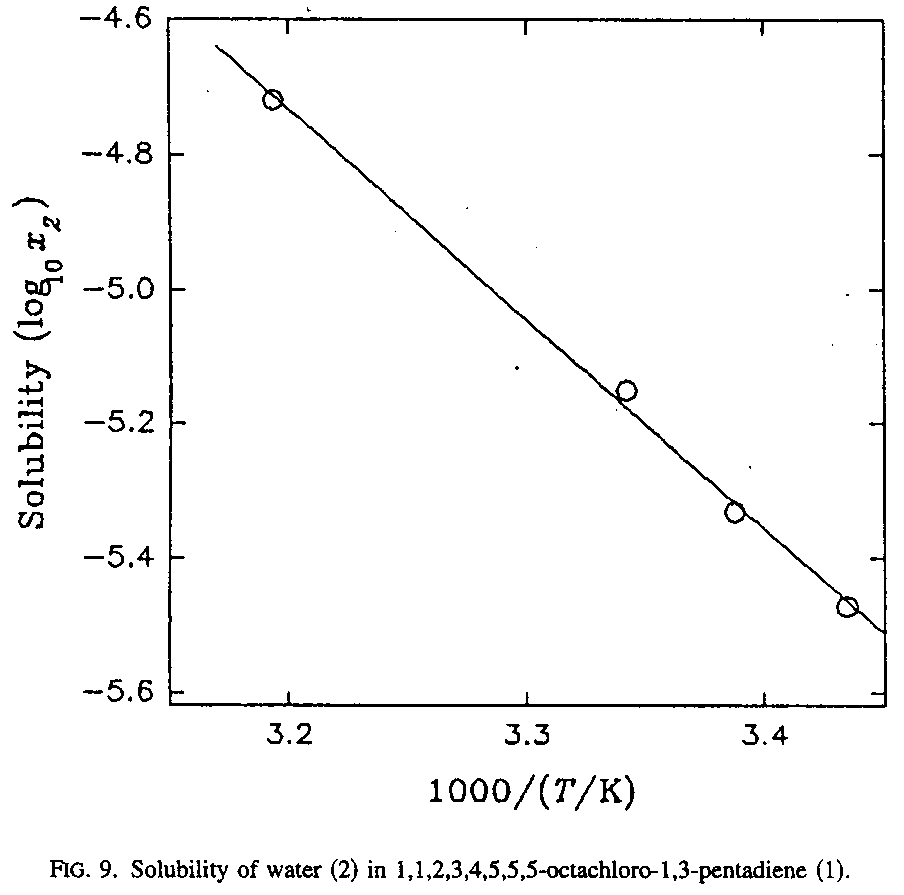 −4.6
−4.8
−5.0
−5.2
−5.4
−5.6
Solubility (log10 x2)
3.2 3.3 3.4
1000/(T/K)
FIG. 9. Solubility of water (2) in 1,1,2,3,4,5,5,5-octachloro-1,3-pentadiene (1).